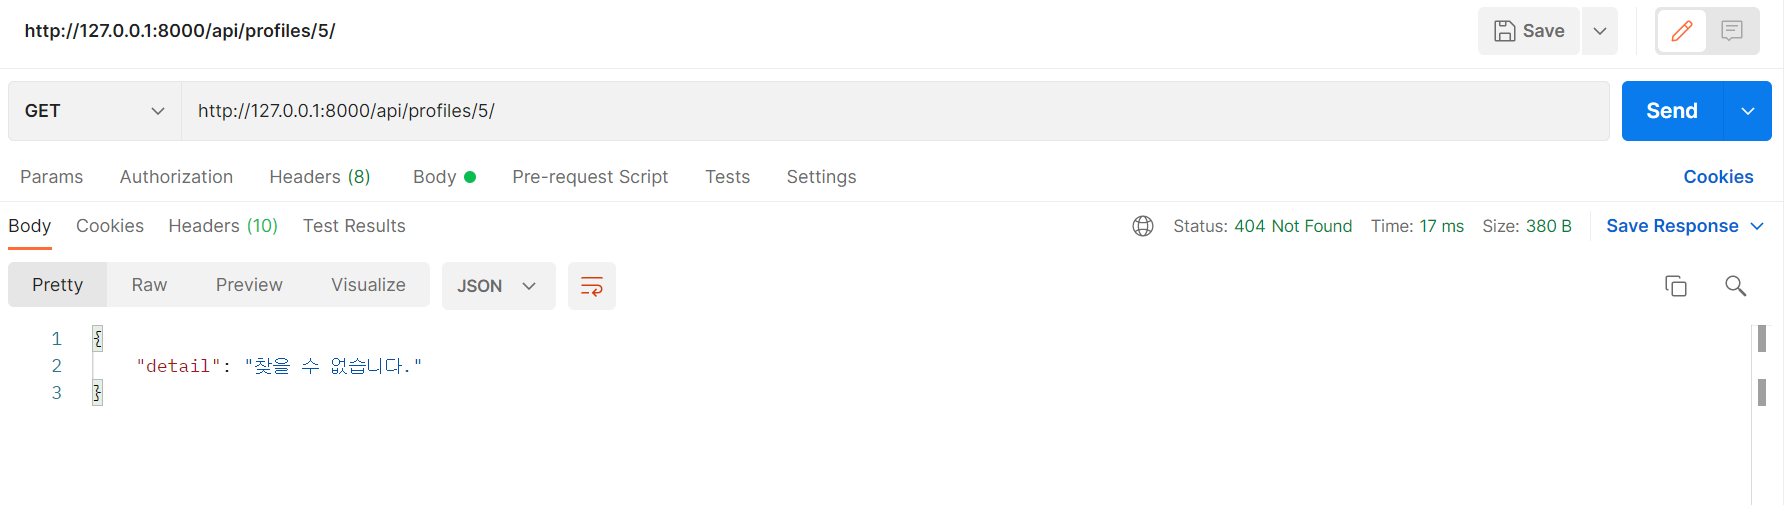 http://127.0.0.1:8000/api/profiles/5/
Save
GET
http://127.0.0.1:8000/api/profiles/5/
Send
Params Authorization Headers (8) Body Pre-request Script Tests Settings Cookies
Body Cookies Headers (10) Test Results Status: 404 Not Found Time: 17 ms Size: 380 B Save Response
Pretty Raw Preview Visualize JSON
1 {
2 "detail": "찾을 수 없습니다."
3 }